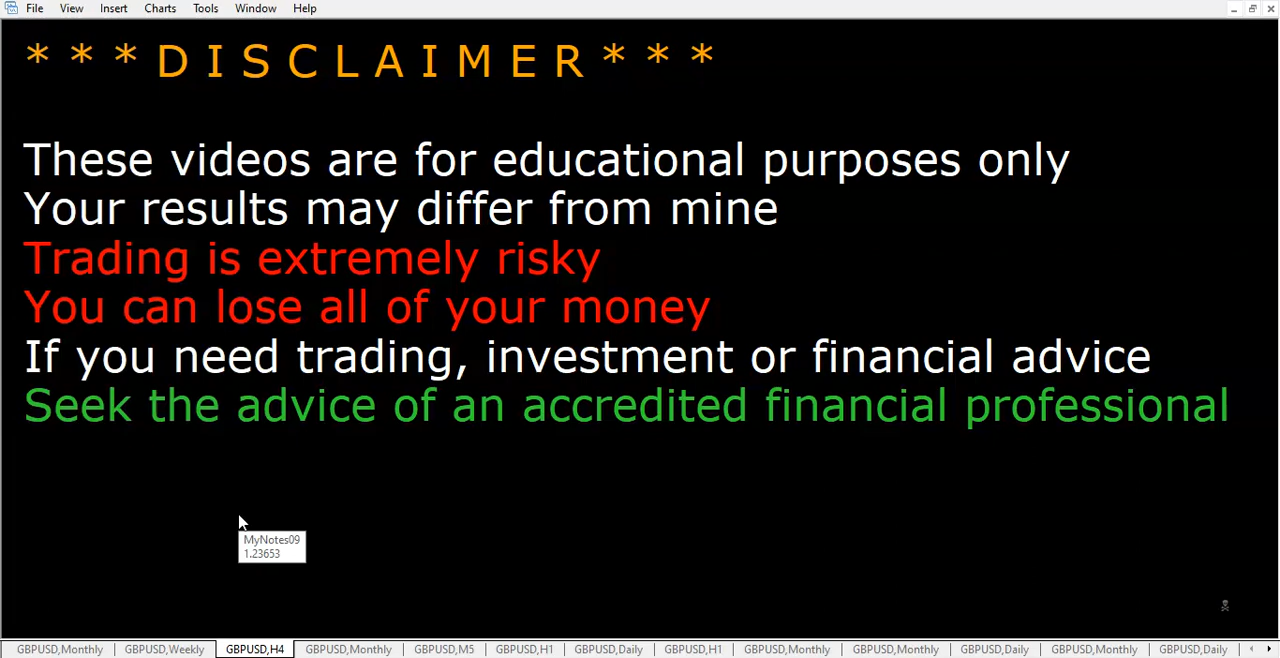 File View Insert Charts Tools Window Help
* * * D I S C L A I M E R * * *
These videos are for educational purposes only
Your results may differ from mine
Trading is extremely risky
You can lose all of your money
If you need trading, investment or financial advice
Seek the advice of an accredited financial professional
MyNotes09
1.23653
GBPUSD,Monthly GBPUSD,Weekly GBPUSD,H4 GBPUSD,Monthly GBPUSD,M5 GBPUSD,H1 GBPUSD,Daily GBPUSD,H1 GBPUSD,Monthly GBPUSD,Monthly GBPUSD,Daily GBPUSD,Monthly GBPUSD,Daily